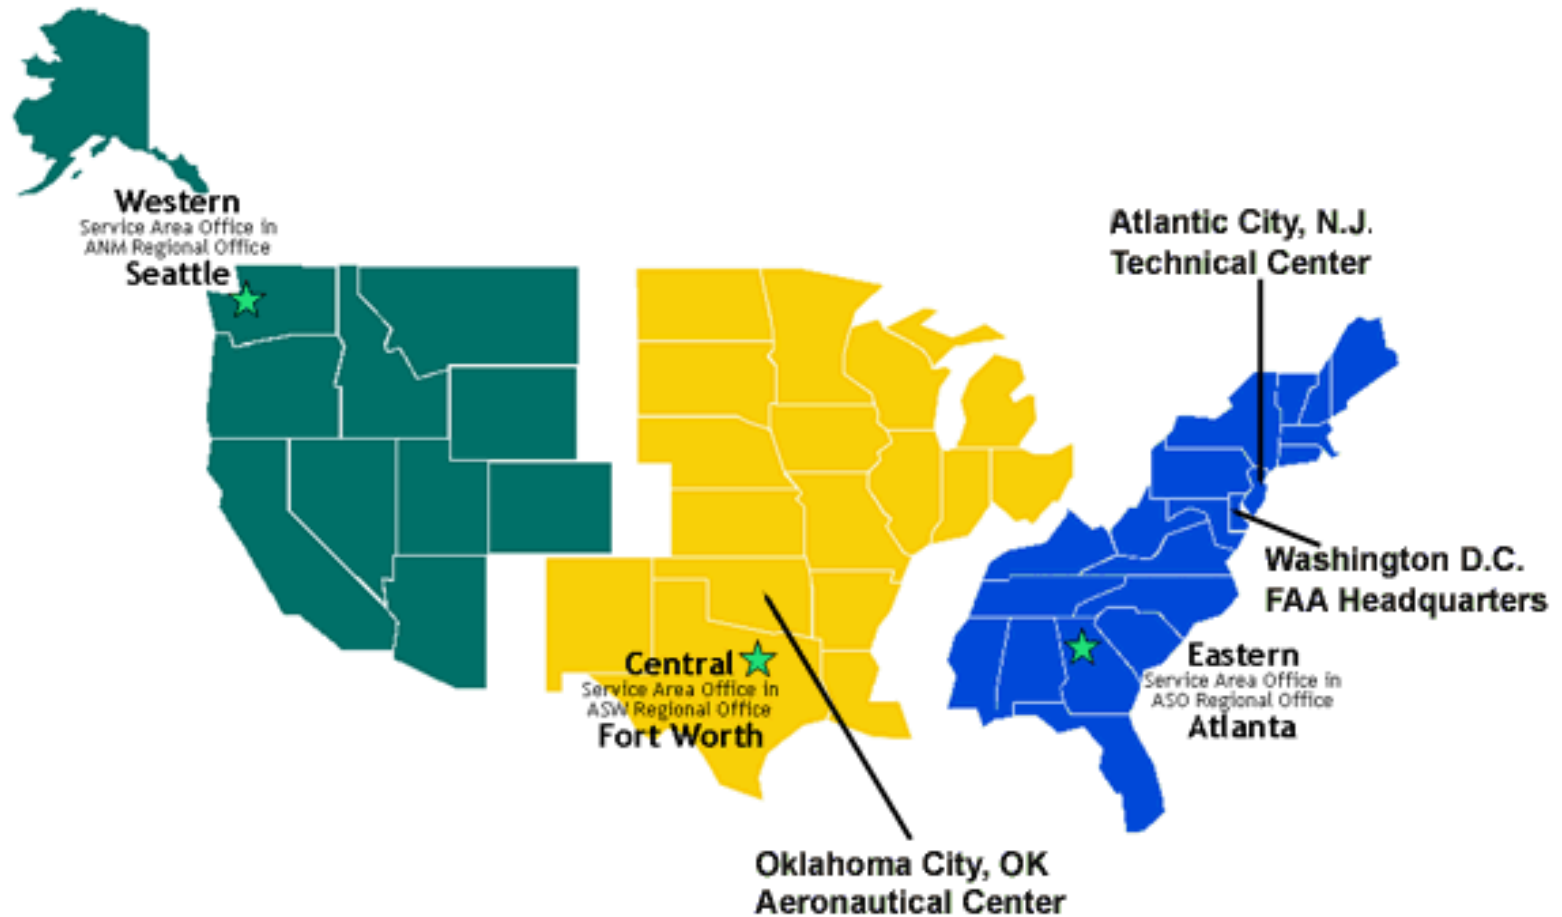 Western
Service Area Office in
ANM Regional Office
Seattle
Atlantic City, N.J.
Technical Center
Washington D.C.
FAA Headquarters
Central
Service Area Office in
ASW Regional Office
Fort Worth
Eastern
Service Area Office in
ASO Regional Office
Atlanta
Oklahoma City, OK
Aeronautical Center